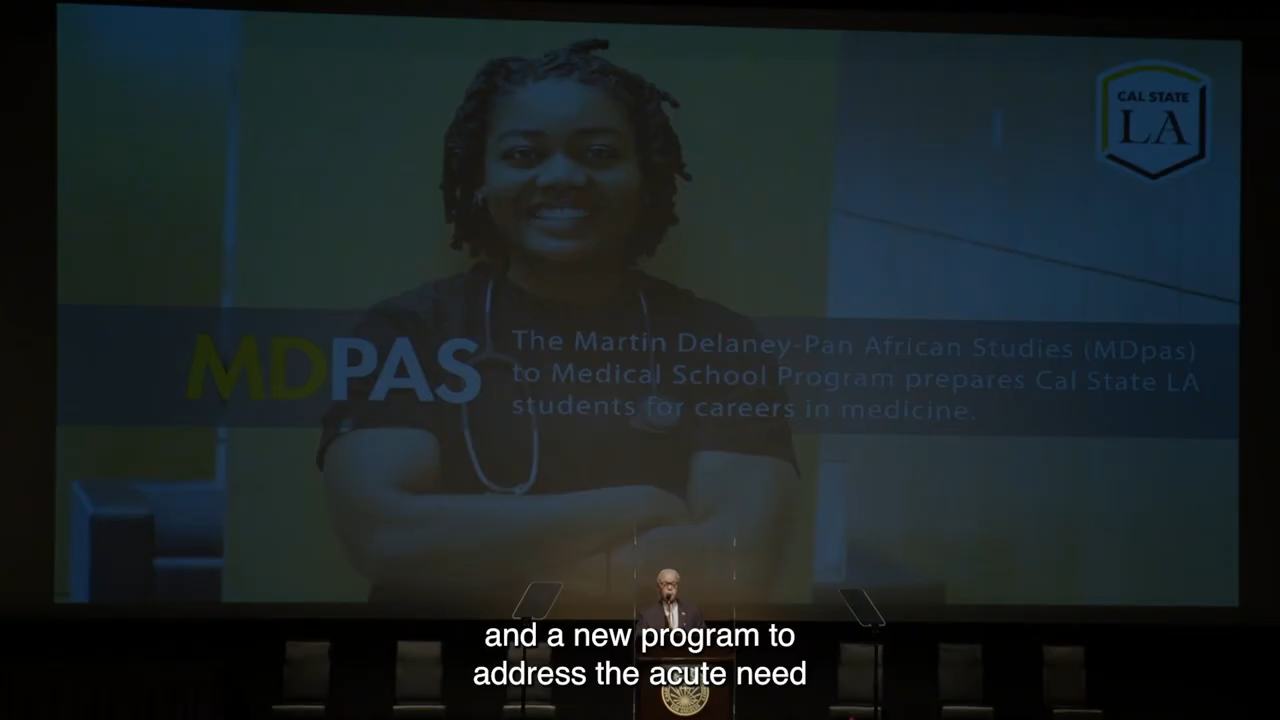 CAL STATE
LA
MDPAS
The Martin Delaney-Pan African Studies (MDpas)
to Medical School Program prepares Cal State LA
students for careers in medicine.
and a new program to
address the acute need